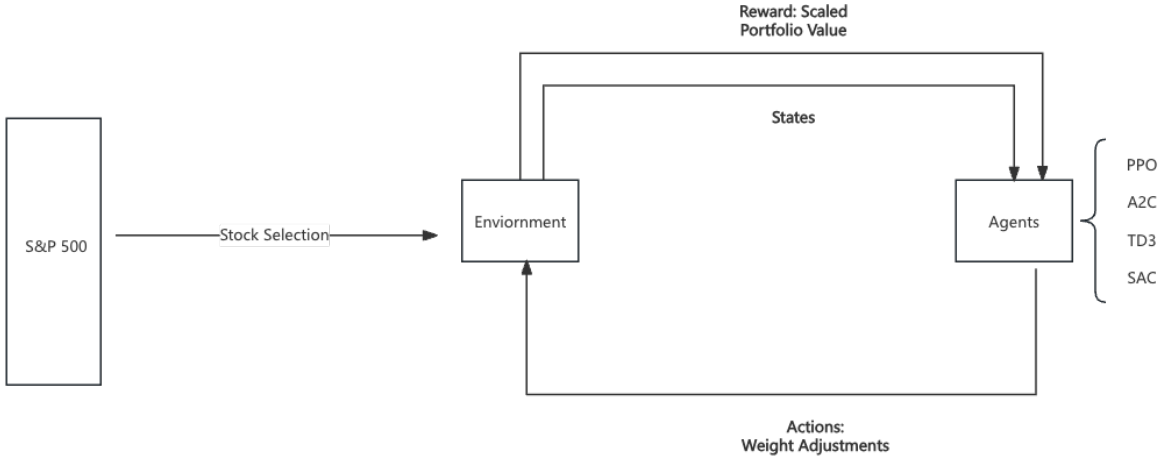 Reward: Scaled
Portfolio Value
States
S&P 500
Stock Selection
Enviornment
Agents
PPO
A2C
TD3
SAC
Actions:
Weight Adjustments